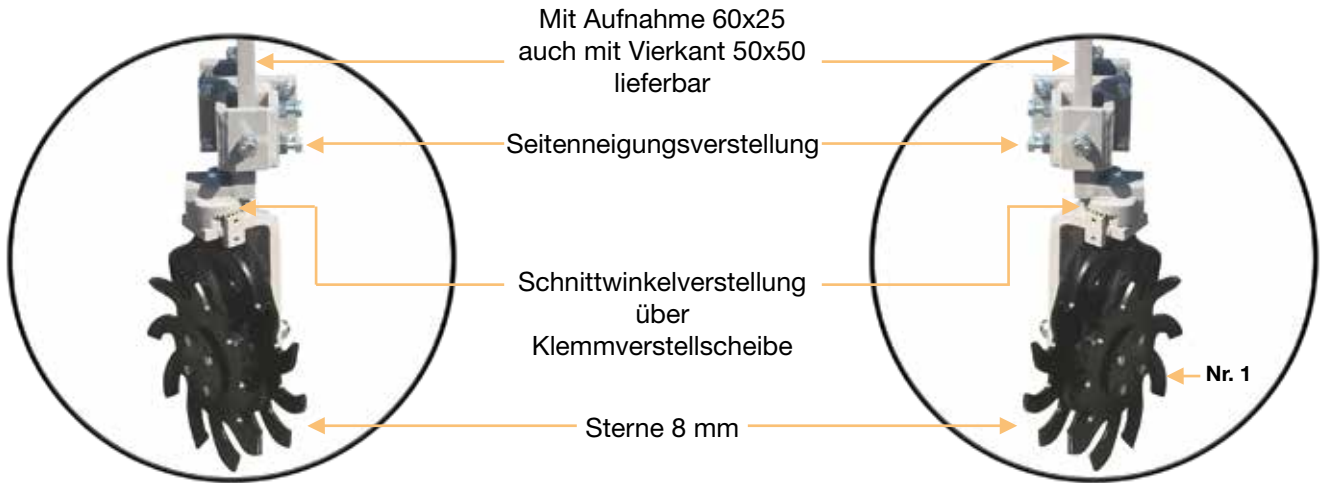 Mit Aufnahme 60x25
auch mit Vierkant 50x50
lieferbar
Seitenneigungsverstellung
Schnittwinkelverstellung
über
Klemmverstellscheibe
Nr. 1
Sterne 8 mm